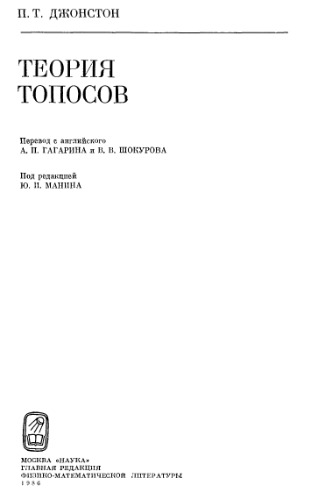 П. Т. ДЖОНСТОН
ТЕОРИЯ
ТОПОСОВ
Перевод с английского
А. П. ГАГАРИНА и В. В. ШОКУРОВА
Под редакцией
Ю. И. МАНИНА
МОСКВА «НАУКА»
ГЛАВНАЯ РЕДАКЦИЯ
ФИЗИКО-МАТЕМАТИЧЕСКОЙ ЛИТЕРАТУРЫ
1986